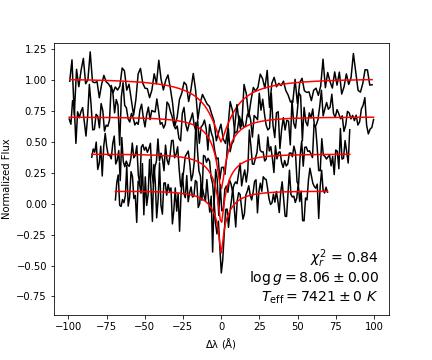 1.25
1.00
0.75
0.50
0.25
0.00
−0.25
−0.50
−0.75
Normalized Flux
χ²ᵣ = 0.84
log g = 8.06 ± 0.00
T_eff = 7421 ± 0 K
−100 −75 −50 −25 0 25 50 75 100
Δλ (Å)